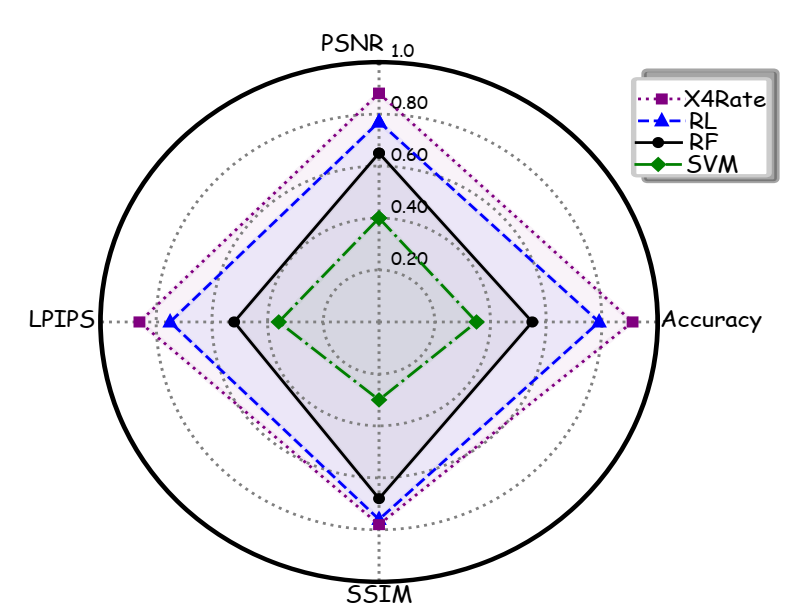 PSNR
1.0
0.80
0.60
0.40
0.20
LPIPS
Accuracy
SSIM
X4Rate
RL
RF
SVM